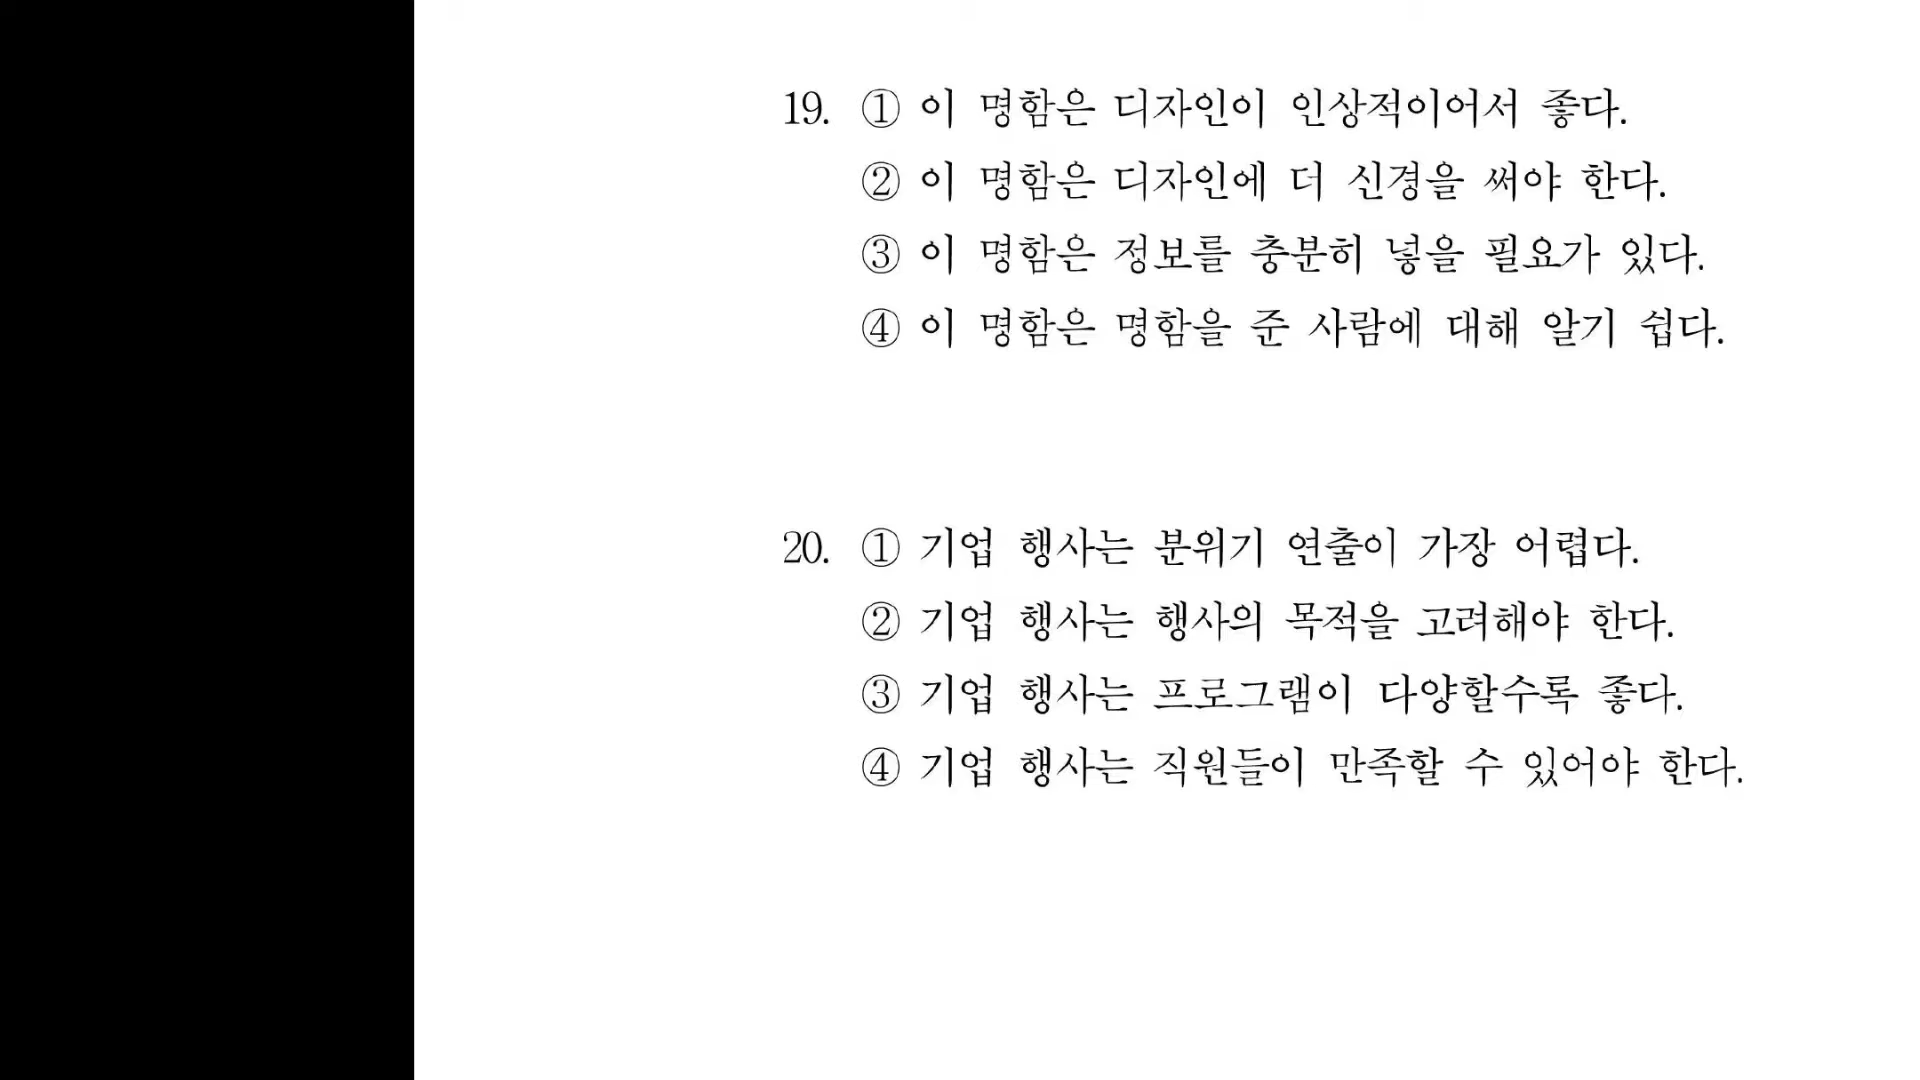 19. ① 이 명함은 디자인이 인상적이어서 좋다.
② 이 명함은 디자인에 더 신경을 써야 한다.
③ 이 명함은 정보를 충분히 넣을 필요가 있다.
④ 이 명함은 명함을 준 사람에 대해 알기 쉽다.
20. ① 기업 행사는 분위기 연출이 가장 어렵다.
② 기업 행사는 행사의 목적을 고려해야 한다.
③ 기업 행사는 프로그램이 다양할수록 좋다.
④ 기업 행사는 직원들이 만족할 수 있어야 한다.